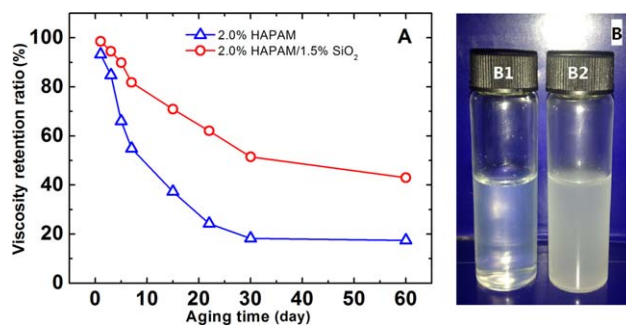 A
B
2.0% HAPAM
2.0% HAPAM/1.5% SiO₂
Viscosity retention ratio (%)
100
80
60
40
20
0
0 10 20 30 40 50 60
Aging time (day)
B1 B2